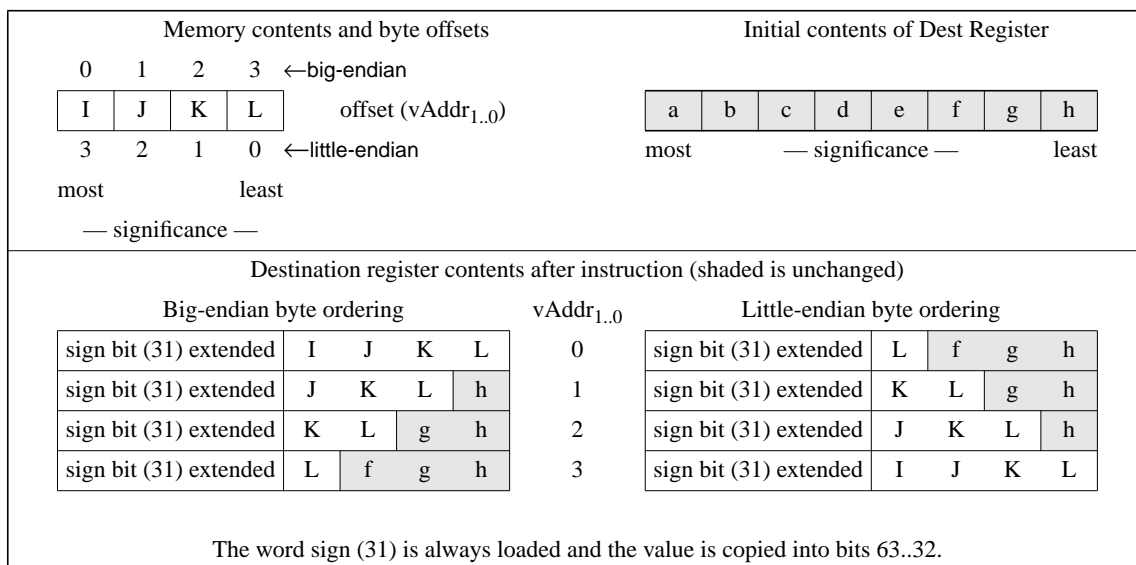 Memory contents and byte offsets
Initial contents of Dest Register
0 1 2 3 ←big-endian
I J K L offset (vAddr1..0)
a b c d e f g h
3 2 1 0 ←little-endian
most — significance — least
most least
— significance —
Destination register contents after instruction (shaded is unchanged)
Big-endian byte ordering vAddr1..0 Little-endian byte ordering
sign bit (31) extended I J K L 0 sign bit (31) extended L f g h
sign bit (31) extended J K L h 1 sign bit (31) extended K L g h
sign bit (31) extended K L g h 2 sign bit (31) extended J K L h
sign bit (31) extended L f g h 3 sign bit (31) extended I J K L
The word sign (31) is always loaded and the value is copied into bits 63..32.